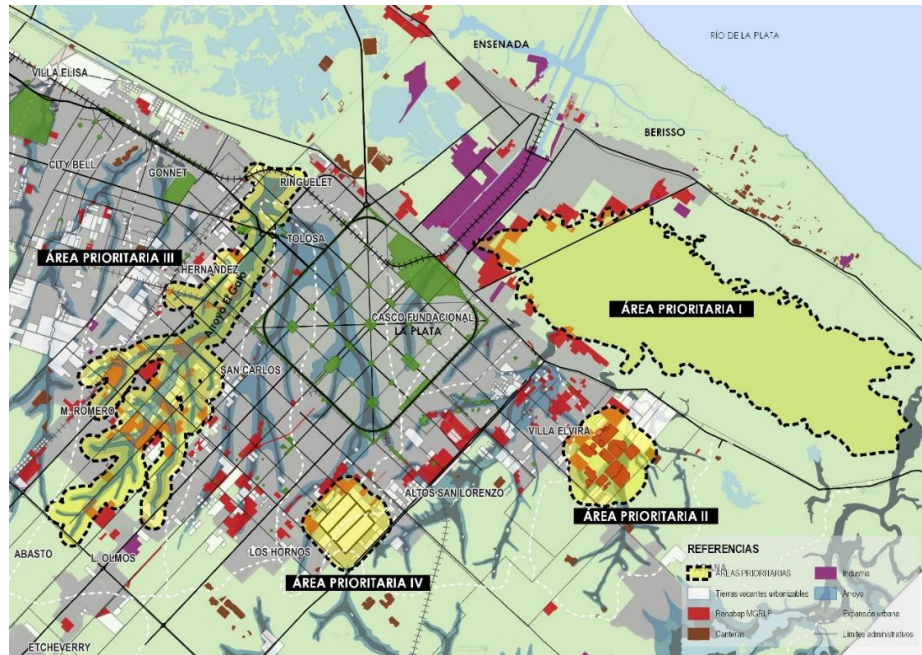 RÍO DE LA PLATA
ENSENADA
VILLA ELISA
BERISSO
CITY BELL
GONNET
RINGUELET
TOLOSA
ÁREA PRIORITARIA III
HERNÁNDEZ
Arroyo El Gato
ÁREA PRIORITARIA I
CASCO FUNDACIONAL
LA PLATA
SAN CARLOS
M. ROMERO
VILLA ELVIRA
ALTOS SAN LORENZO
ÁREA PRIORITARIA II
ABASTO
L. OLMOS
LOS HORNOS
ÁREA PRIORITARIA IV
ETCHEVERRY
REFERENCIAS
ÁREAS PRIORITARIAS
Industria
Tierras vacantes urbanizables
Arroyo
Renabap MGRLP
Expansión urbana
Canteras
Límites administrativos